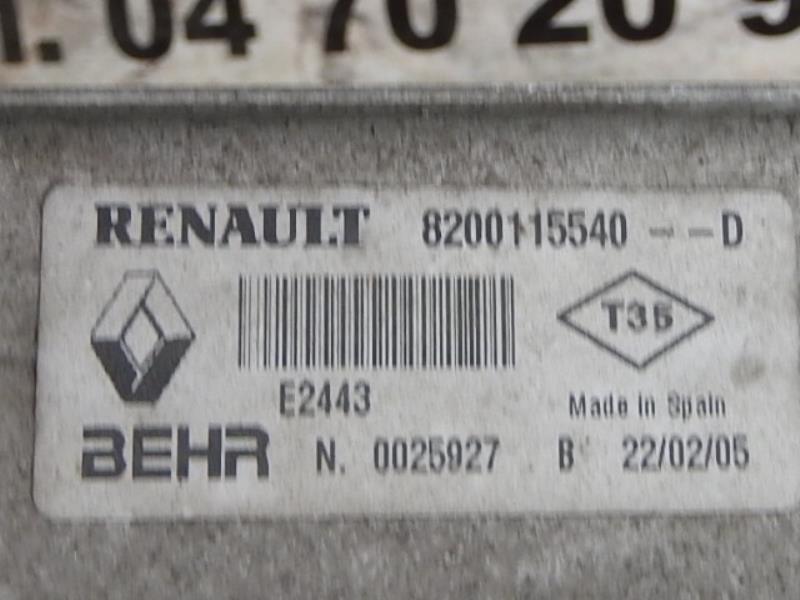 1. 04 70 20 9
RENAULT 8200115540 -- D
T35
E2443 Made in Spain
BEHR N. 0025927 B 22/02/05